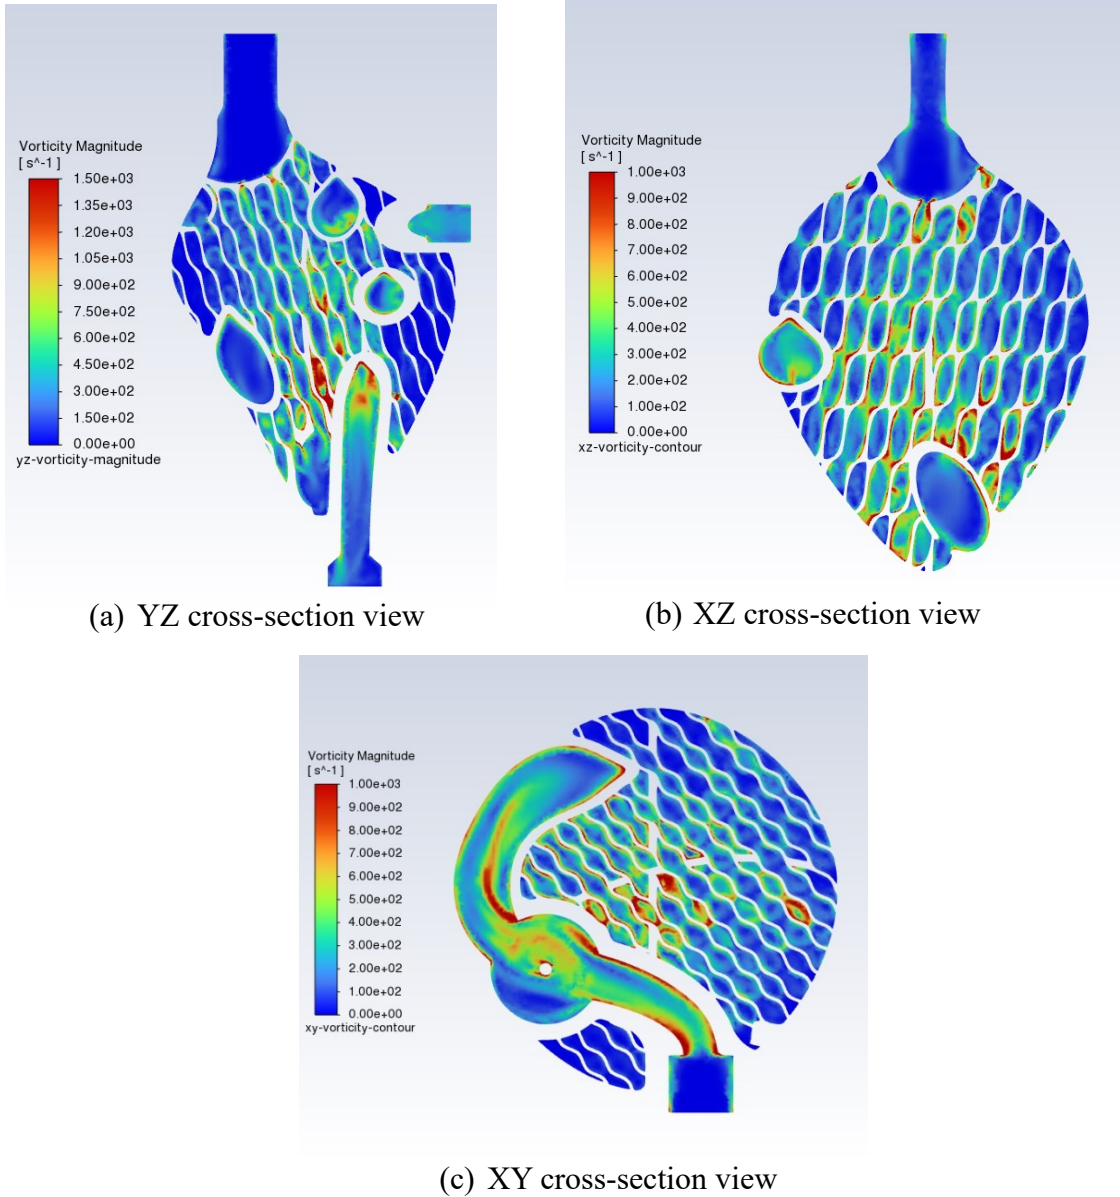 Vorticity Magnitude
[ s^-1 ]
1.50e+03
1.35e+03
1.20e+03
1.05e+03
9.00e+02
7.50e+02
6.00e+02
4.50e+02
3.00e+02
1.50e+02
0.00e+00
yz-vorticity-magnitude
(a) YZ cross-section view
Vorticity Magnitude
[ s^-1 ]
1.00e+03
9.00e+02
8.00e+02
7.00e+02
6.00e+02
5.00e+02
4.00e+02
3.00e+02
2.00e+02
1.00e+02
0.00e+00
xz-vorticity-contour
(b) XZ cross-section view
Vorticity Magnitude
[ s^-1 ]
1.00e+03
9.00e+02
8.00e+02
7.00e+02
6.00e+02
5.00e+02
4.00e+02
3.00e+02
2.00e+02
1.00e+02
0.00e+00
xy-vorticity-contour
(c) XY cross-section view